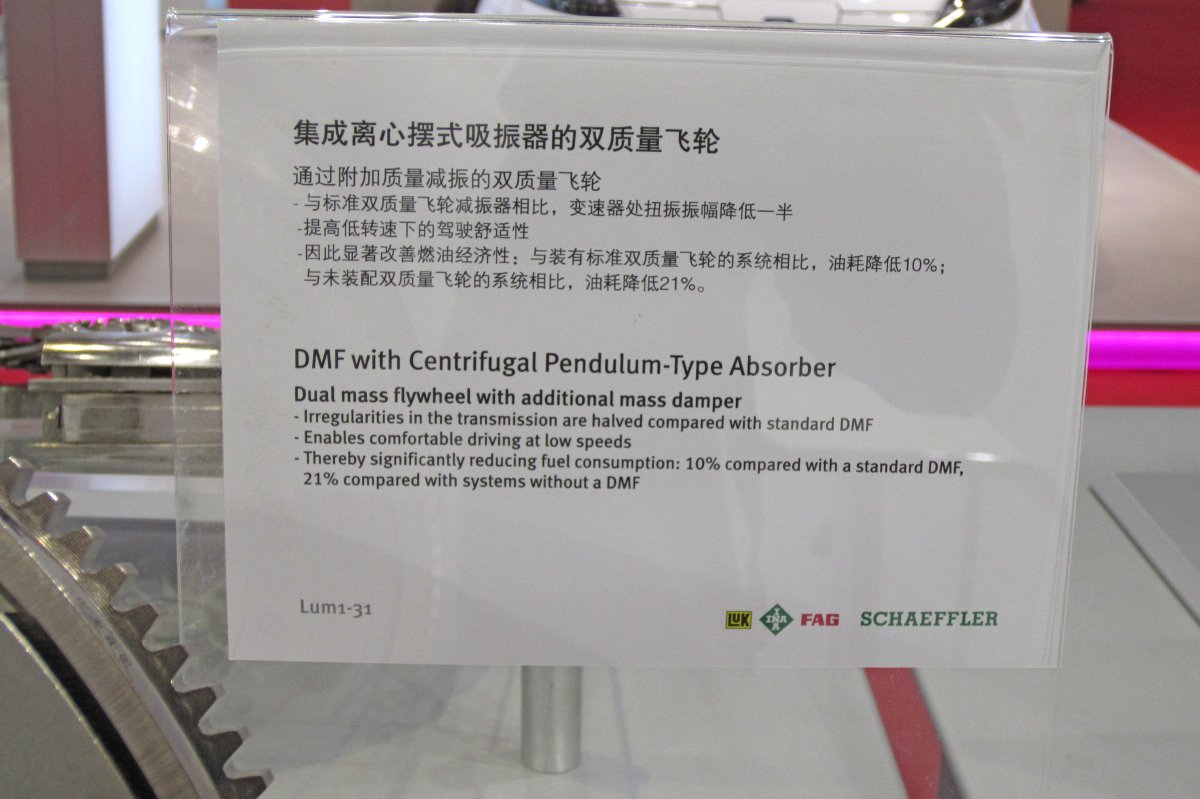 集成离心摆式吸振器的双质量飞轮
通过附加质量减振的双质量飞轮
- 与标准双质量飞轮减振器相比，变速器处扭振振幅降低一半
-提高低转速下的驾驶舒适性
-因此显著改善燃油经济性：与装有标准双质量飞轮的系统相比，油耗降低10%；
与未装配双质量飞轮的系统相比，油耗降低21%。
DMF with Centrifugal Pendulum-Type Absorber
Dual mass flywheel with additional mass damper
- Irregularities in the transmission are halved compared with standard DMF
- Enables comfortable driving at low speeds
- Thereby significantly reducing fuel consumption: 10% compared with a standard DMF,
21% compared with systems without a DMF
Lum1-31
LUK INA FAG SCHAEFFLER